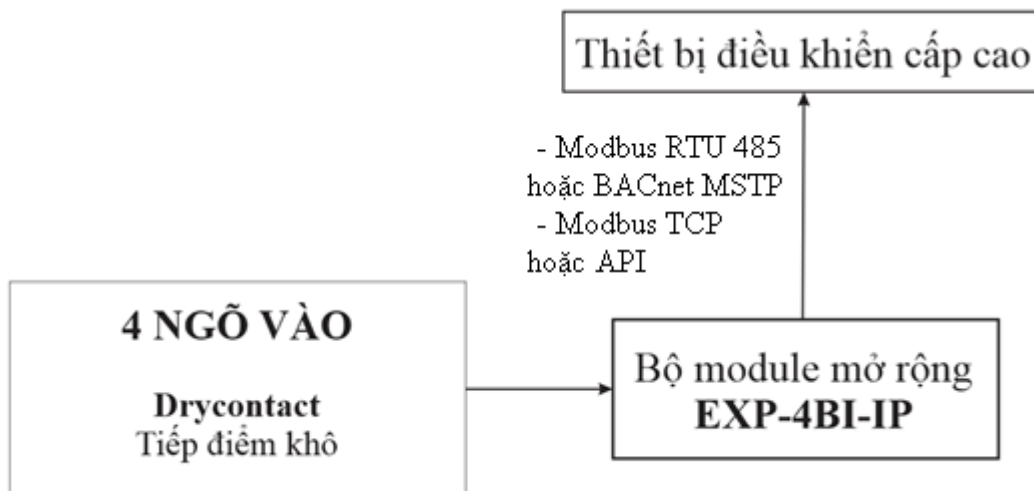 Thiết bị điều khiển cấp cao
- Modbus RTU 485
hoặc BACnet MSTP
- Modbus TCP
hoặc API
4 NGÕ VÀO
Drycontact
Tiếp điểm khô
Bộ module mở rộng
EXP-4BI-IP